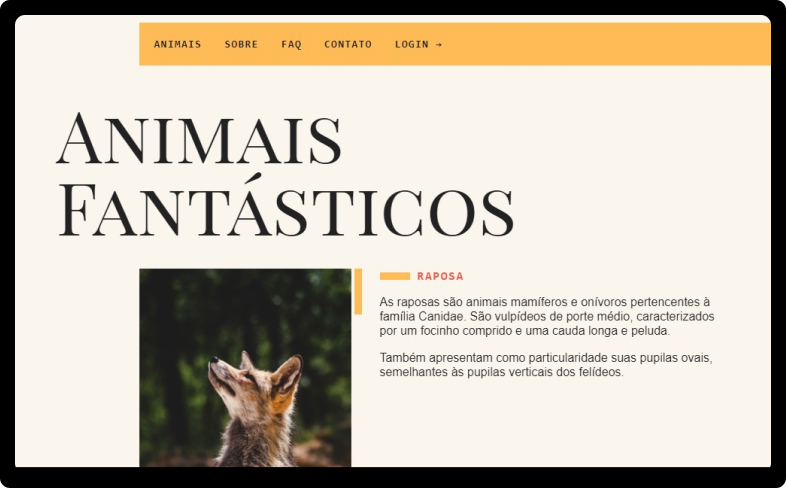 ANIMAIS SOBRE FAQ CONTATO LOGIN →
ANIMAIS
FANTÁSTICOS
RAPOSA
As raposas são animais mamíferos e onívoros pertencentes à
família Canidae. São vulpídeos de porte médio, caracterizados
por um focinho comprido e uma cauda longa e peluda.
Também apresentam como particularidade suas pupilas ovais,
semelhantes às pupilas verticais dos felídeos.